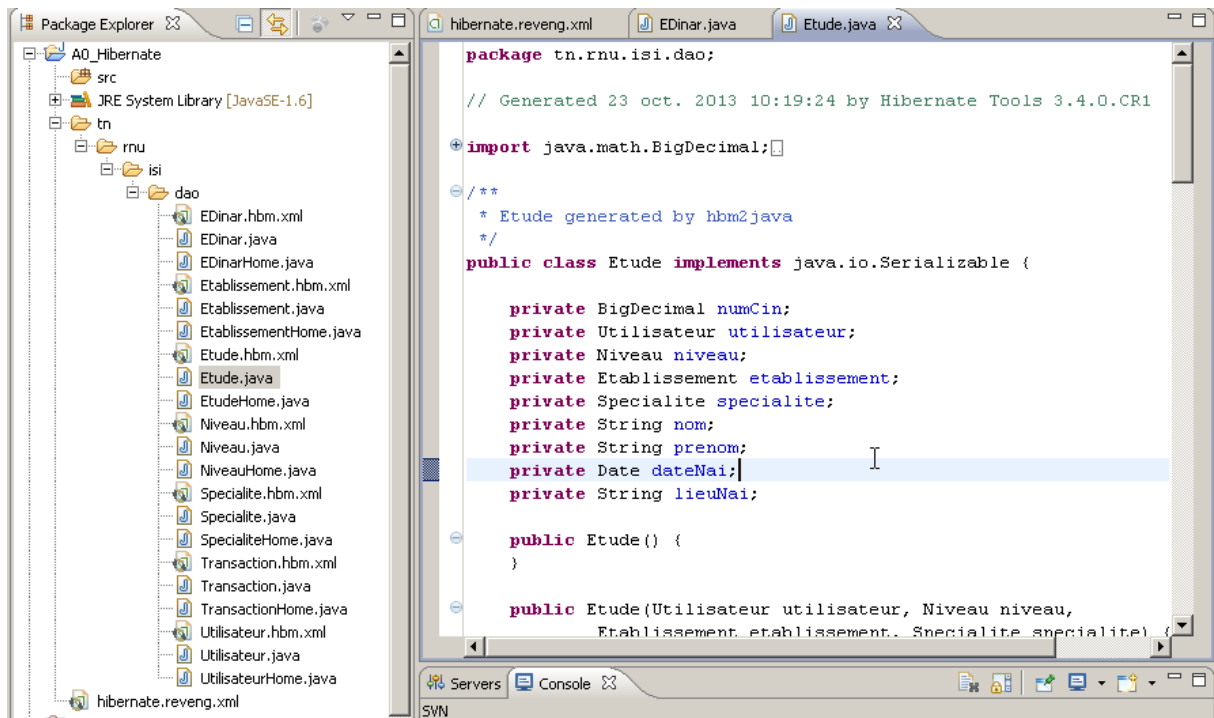 Package Explorer
A0_Hibernate
src
JRE System Library [JavaSE-1.6]
tn
rnu
isi
dao
EDinar.hbm.xml
EDinar.java
EDinarHome.java
Etablissement.hbm.xml
Etablissement.java
EtablissementHome.java
Etude.hbm.xml
Etude.java
EtudeHome.java
Niveau.hbm.xml
Niveau.java
NiveauHome.java
Specialite.hbm.xml
Specialite.java
SpecialiteHome.java
Transaction.hbm.xml
Transaction.java
TransactionHome.java
Utilisateur.hbm.xml
Utilisateur.java
UtilisateurHome.java
hibernate.reveng.xml
hibernate.reveng.xml EDinar.java Etude.java
package tn.rnu.isi.dao;
// Generated 23 oct. 2013 10:19:24 by Hibernate Tools 3.4.0.CR1
import java.math.BigDecimal;
/**
* Etude generated by hbm2java
*/
public class Etude implements java.io.Serializable {
private BigDecimal numCin;
private Utilisateur utilisateur;
private Niveau niveau;
private Etablissement etablissement;
private Specialite specialite;
private String nom;
private String prenom;
private Date dateNai;
private String lieuNai;
public Etude() {
}
public Etude(Utilisateur utilisateur, Niveau niveau,
Etablissement etablissement, Specialite specialite) {
Servers Console
SVN